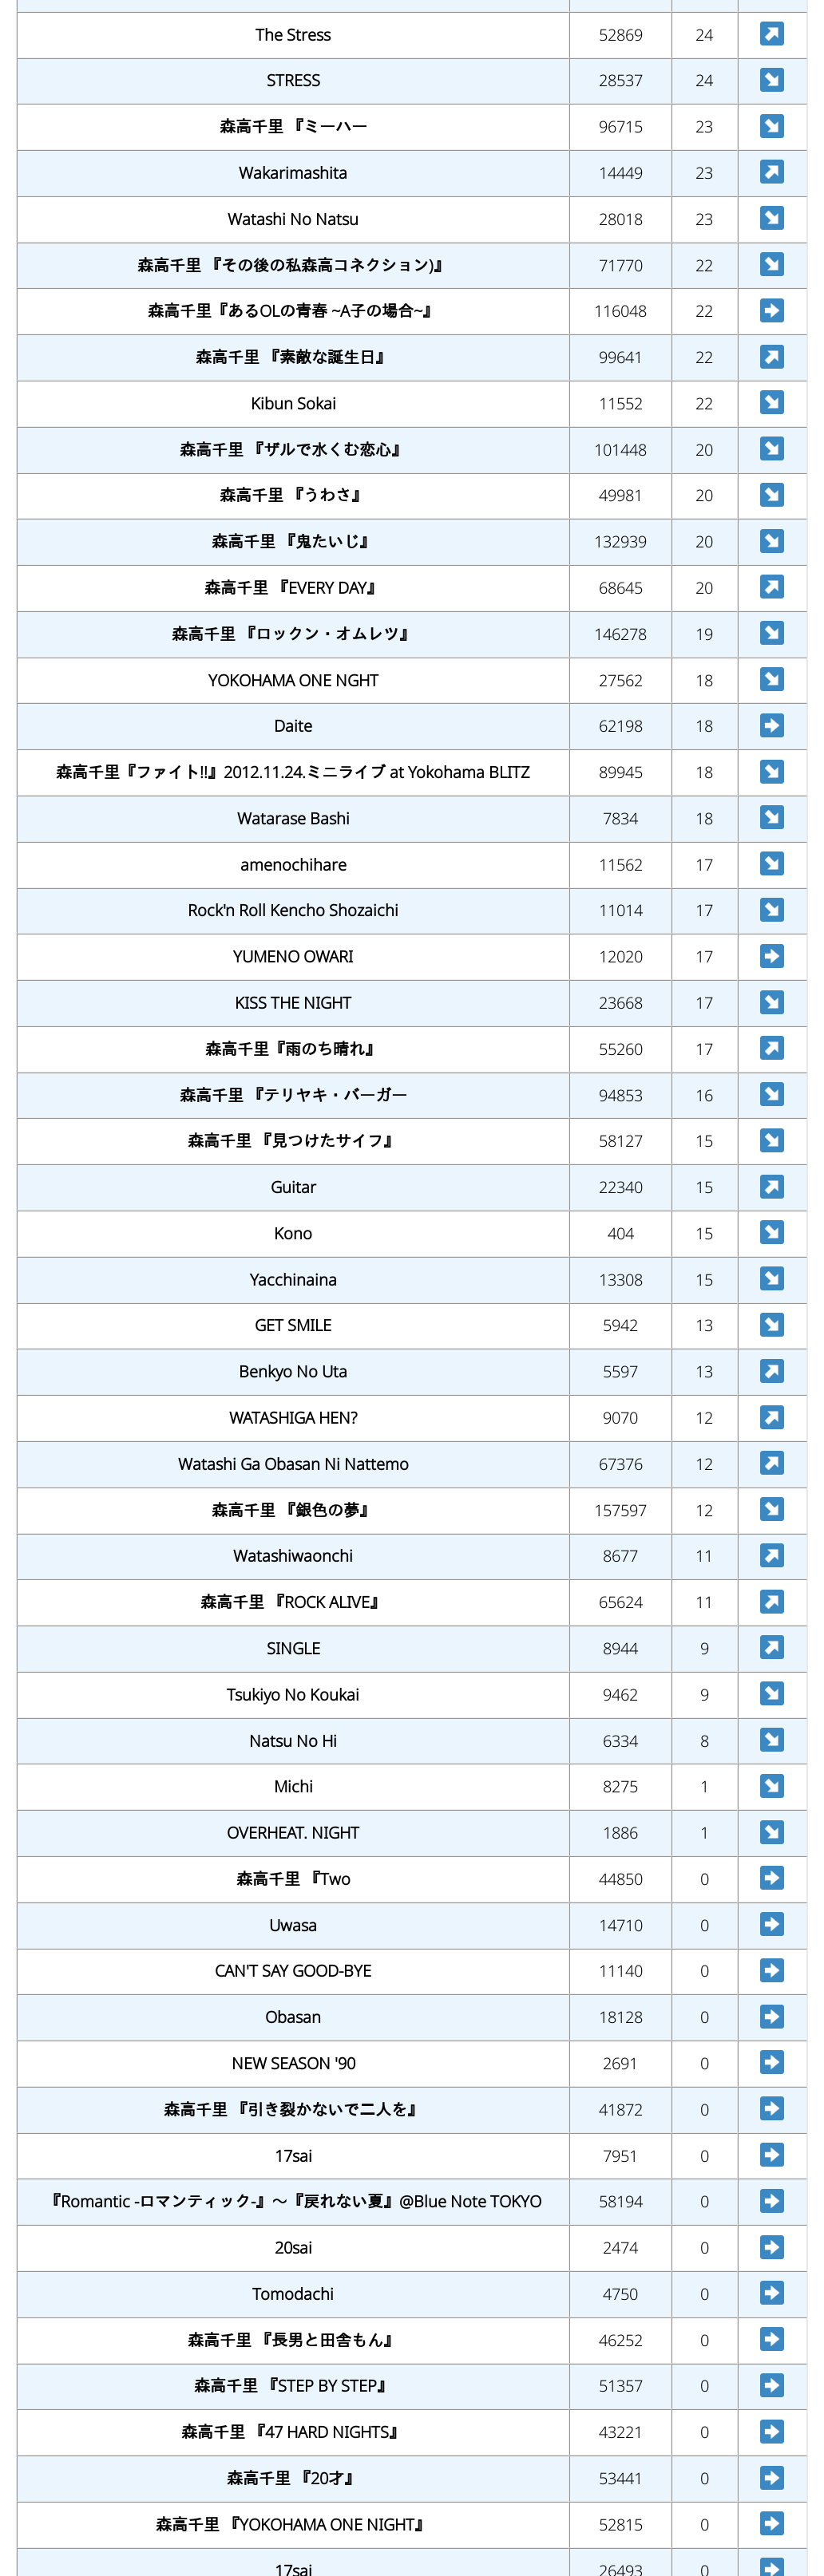 The Stress 52869 24
STRESS 28537 24
森高千里 『ミーハー 96715 23
Wakarimashita 14449 23
Watashi No Natsu 28018 23
森高千里 『その後の私森高コネクション)』 71770 22
森高千里『あるOLの青春 ~A子の場合~』 116048 22
森高千里 『素敵な誕生日』 99641 22
Kibun Sokai 11552 22
森高千里 『ザルで水くむ恋心』 101448 20
森高千里 『うわさ』 49981 20
森高千里 『鬼たいじ』 132939 20
森高千里 『EVERY DAY』 68645 20
森高千里 『ロックン・オムレツ』 146278 19
YOKOHAMA ONE NGHT 27562 18
Daite 62198 18
森高千里『ファイト!!』2012.11.24.ミニライブ at Yokohama BLITZ 89945 18
Watarase Bashi 7834 18
amenochihare 11562 17
Rock'n Roll Kencho Shozaichi 11014 17
YUMENO OWARI 12020 17
KISS THE NIGHT 23668 17
森高千里『雨のち晴れ』 55260 17
森高千里 『テリヤキ・バーガー 94853 16
森高千里 『見つけたサイフ』 58127 15
Guitar 22340 15
Kono 404 15
Yacchinaina 13308 15
GET SMILE 5942 13
Benkyo No Uta 5597 13
WATASHIGA HEN? 9070 12
Watashi Ga Obasan Ni Nattemo 67376 12
森高千里 『銀色の夢』 157597 12
Watashiwaonchi 8677 11
森高千里 『ROCK ALIVE』 65624 11
SINGLE 8944 9
Tsukiyo No Koukai 9462 9
Natsu No Hi 6334 8
Michi 8275 1
OVERHEAT. NIGHT 1886 1
森高千里 『Two 44850 0
Uwasa 14710 0
CAN'T SAY GOOD-BYE 11140 0
Obasan 18128 0
NEW SEASON '90 2691 0
森高千里 『引き裂かないで二人を』 41872 0
17sai 7951 0
『Romantic -ロマンティック-』～『戻れない夏』@Blue Note TOKYO 58194 0
20sai 2474 0
Tomodachi 4750 0
森高千里 『長男と田舎もん』 46252 0
森高千里 『STEP BY STEP』 51357 0
森高千里 『47 HARD NIGHTS』 43221 0
森高千里 『20才』 53441 0
森高千里 『YOKOHAMA ONE NIGHT』 52815 0
17sai 26493 0